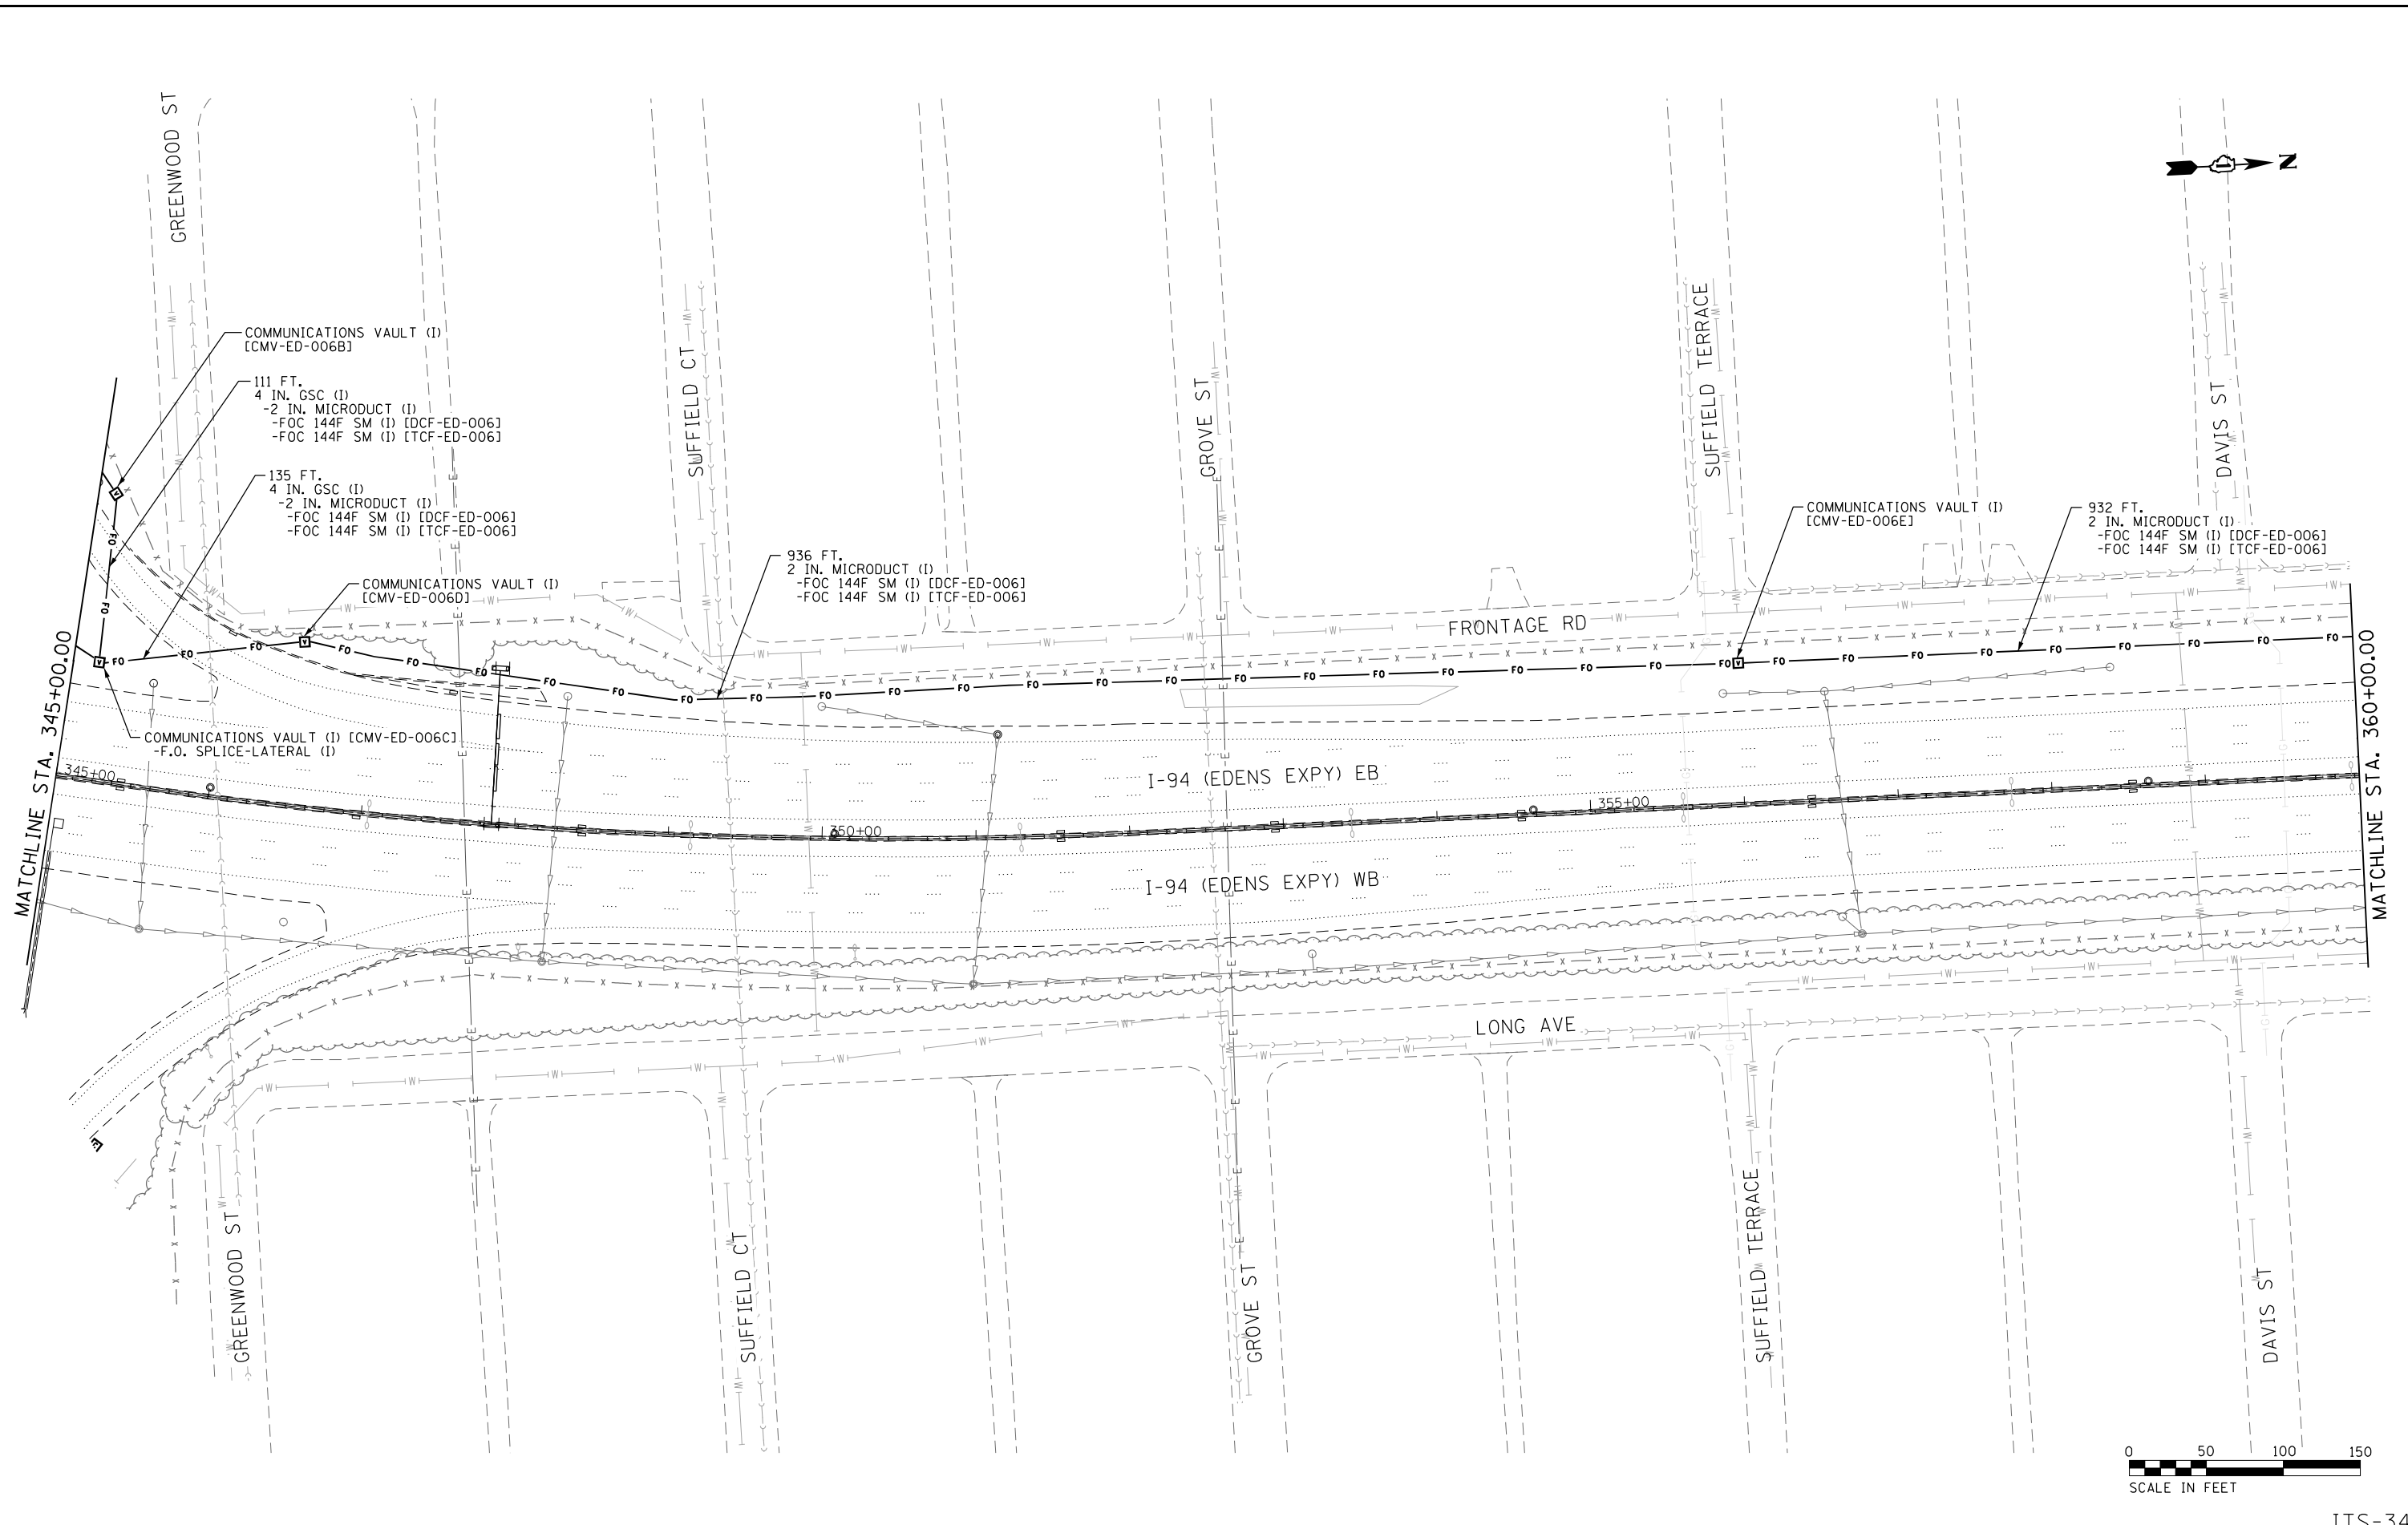 GREENWOOD ST
SUFFIELD CT
GROVE ST
SUFFIELD TERRACE
DAVIS ST
N
COMMUNICATIONS VAULT (I)
[CMV-ED-006B]
111 FT.
4 IN. GSC (I)
-2 IN. MICRODUCT (I)
-FOC 144F SM (I) [DCF-ED-006]
-FOC 144F SM (I) [TCF-ED-006]
135 FT.
4 IN. GSC (I)
-2 IN. MICRODUCT (I)
-FOC 144F SM (I) [DCF-ED-006]
-FOC 144F SM (I) [TCF-ED-006]
COMMUNICATIONS VAULT (I)
[CMV-ED-006D]
936 FT.
2 IN. MICRODUCT (I)
-FOC 144F SM (I) [DCF-ED-006]
-FOC 144F SM (I) [TCF-ED-006]
COMMUNICATIONS VAULT (I)
[CMV-ED-006E]
932 FT.
2 IN. MICRODUCT (I)
-FOC 144F SM (I) [DCF-ED-006]
-FOC 144F SM (I) [TCF-ED-006]
FRONTAGE RD
COMMUNICATIONS VAULT (I) [CMV-ED-006C]
-F.O. SPLICE-LATERAL (I)
MATCHLINE STA. 345+00.00
MATCHLINE STA. 360+00.00
345+00
I-94 (EDENS EXPY) EB
350+00
355+00
I-94 (EDENS EXPY) WB
LONG AVE
GREENWOOD ST
SUFFIELD CT
GROVE ST
SUFFIELD TERRACE
DAVIS ST
0 50 100 150
SCALE IN FEET
ITS-34